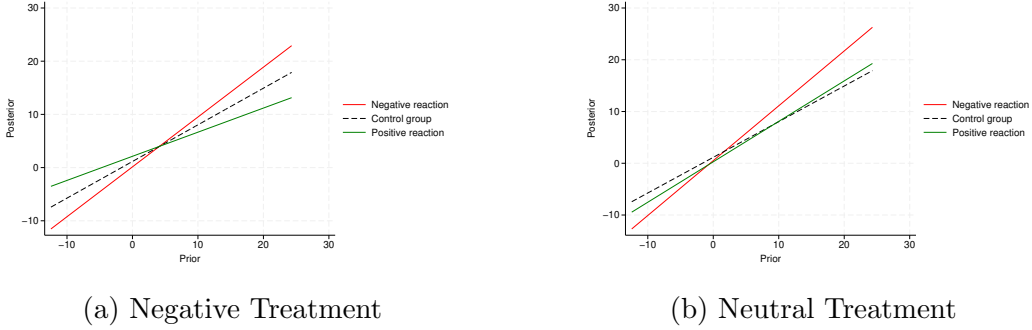 30
20
10
0
−10
Posterior
−10
0
10
20
30
Prior
Negative reaction
Control group
Positive reaction
(a) Negative Treatment
30
20
10
0
−10
Posterior
−10
0
10
20
30
Prior
Negative reaction
Control group
Positive reaction
(b) Neutral Treatment